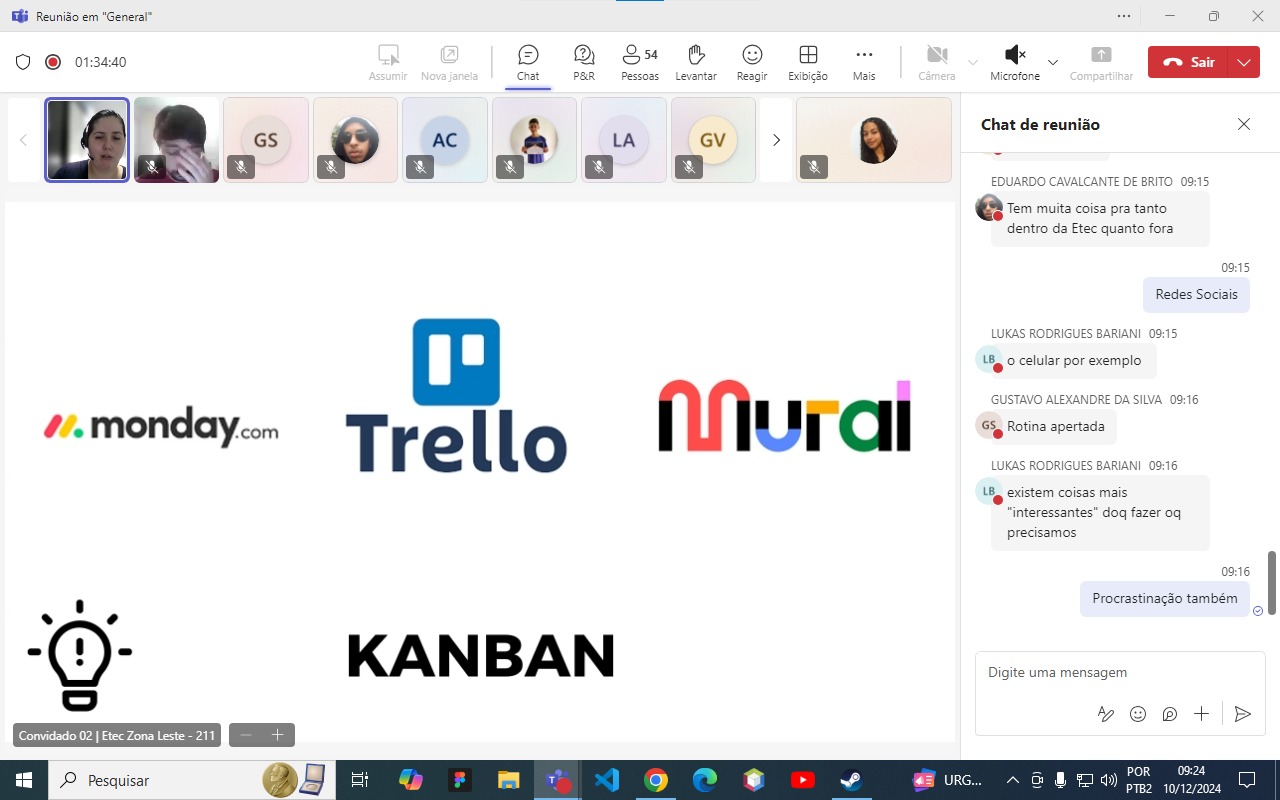 Reunião em "General"
01:34:40
Assumir
Nova janela
Chat
P&R
54
Pessoas
Levantar
Reagir
Exibição
Mais
Câmera
Microfone
Compartilhar
Sair
GS
AC
LA
GV
monday.com
Trello
Mural
KANBAN
Convidado 02 | Etec Zona Leste - 211
Chat de reunião
EDUARDO CAVALCANTE DE BRITO 09:15
Tem muita coisa pra tanto
dentro da Etec quanto fora
09:15
Redes Sociais
LUKAS RODRIGUES BARIANI 09:15
LB
o celular por exemplo
GUSTAVO ALEXANDRE DA SILVA 09:16
GS
Rotina apertada
LUKAS RODRIGUES BARIANI 09:16
LB
existem coisas mais
"interessantes" doq fazer oq
precisamos
09:16
Procrastinação também
Digite uma mensagem
Pesquisar
URG...
POR
PTB2
09:24
10/12/2024